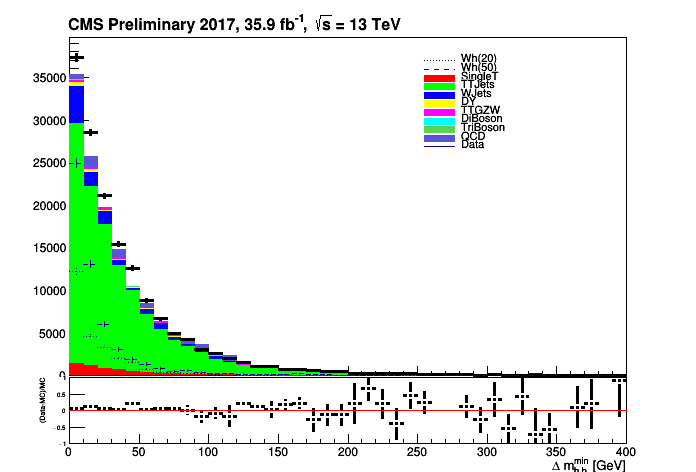 CMS Preliminary 2017, 35.9 fb⁻¹, √s = 13 TeV
Wh(20)
Wh(50)
SingleT
TTJets
WJets
DY
TTGZW
DiBoson
TriBoson
QCD
Data
35000
30000
25000
20000
15000
10000
5000
0
(Data-MC)/MC
1
0.5
0
−0.5
−1
0 50 100 150 200 250 300 350 400
Δ m^min_h,h [GeV]